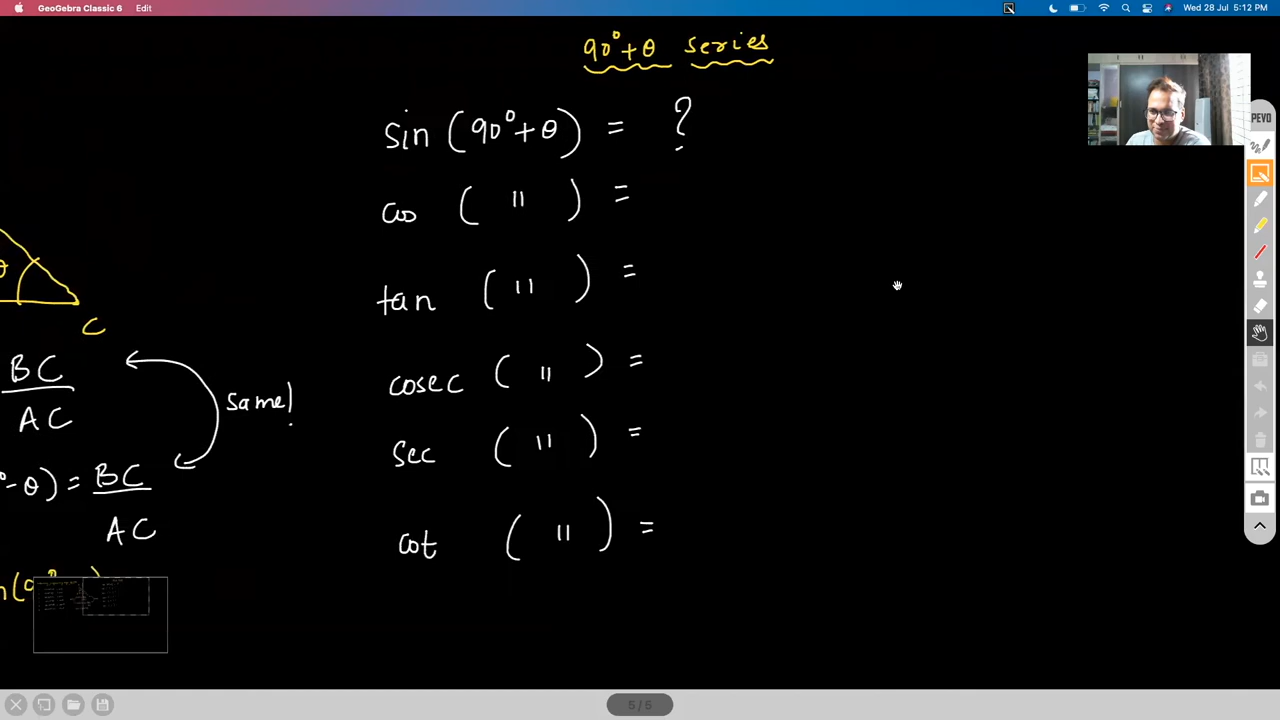 GeoGebra Classic 6 Edit Wed 28 Jul 5:12 PM
90°+θ series
sin (90°+θ) = ?
cos ( " ) =
tan ( " ) =
cosec ( " ) =
sec ( " ) =
cot ( " ) =
θ
C
BC
AC
same!
°-θ) = BC
AC
PEVO
5 / 5